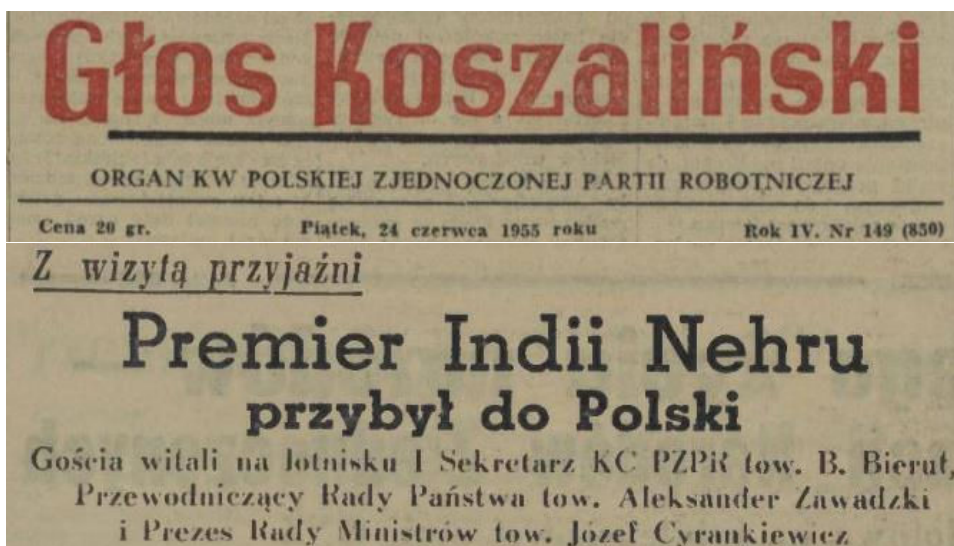 Głos Koszaliński
ORGAN KW POLSKIEJ ZJEDNOCZONEJ PARTII ROBOTNICZEJ
Cena 20 gr. Piątek, 24 czerwca 1955 roku Rok IV. Nr 149 (850)
Z wizytą przyjaźni
Premier Indii Nehru
przybył do Polski
Gościa witali na lotnisku I Sekretarz KC PZPR tow. B. Bierut,
Przewodniczący Rady Państwa tow. Aleksander Zawadzki
i Prezes Rady Ministrów tow. Józef Cyrankiewicz